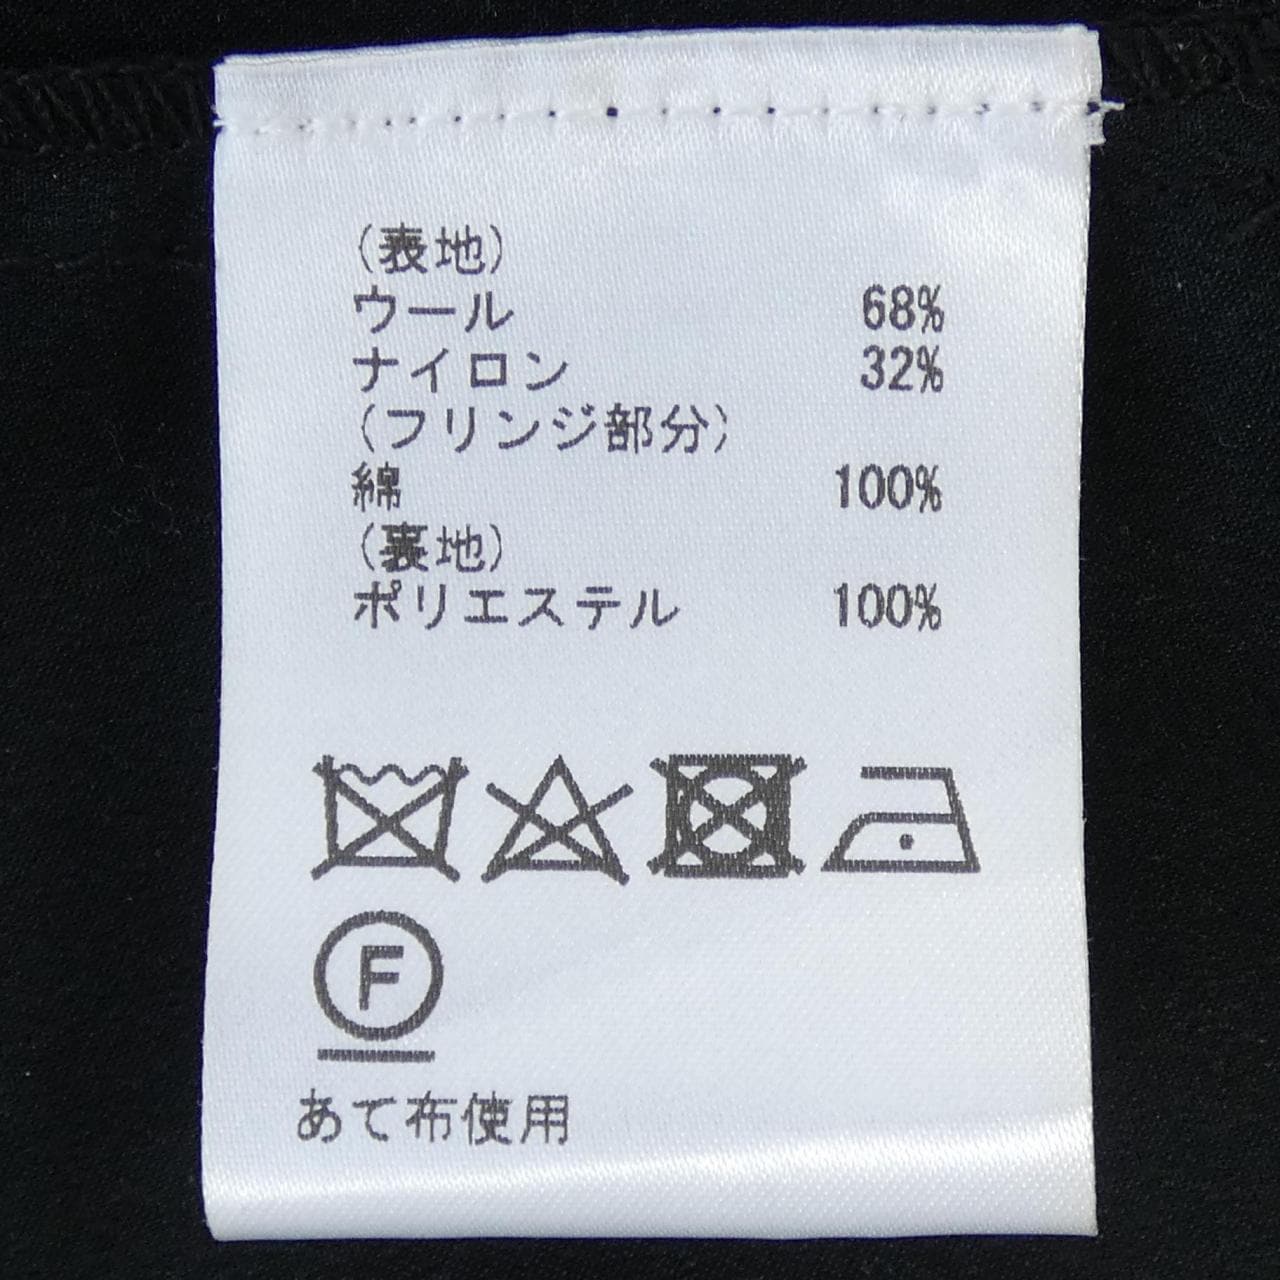 (表地)
ウール 68%
ナイロン 32%
(フリンジ部分)
綿 100%
(裏地)
ポリエステル 100%
F
あて布使用